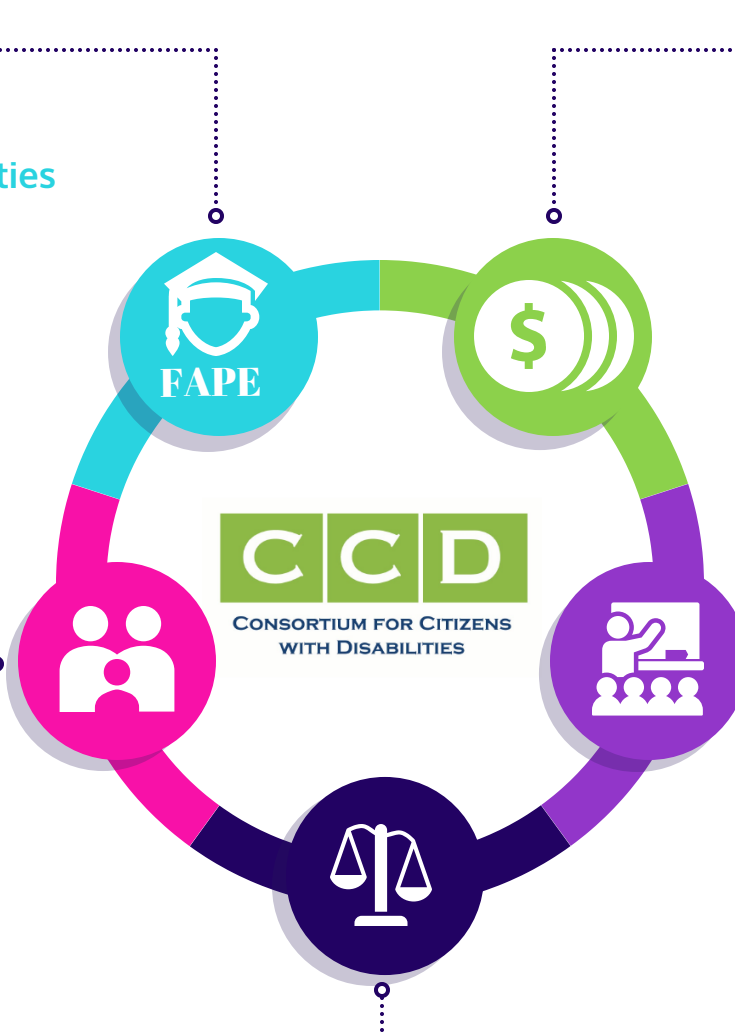 ties
FAPE
$
CCD
CONSORTIUM FOR CITIZENS
WITH DISABILITIES